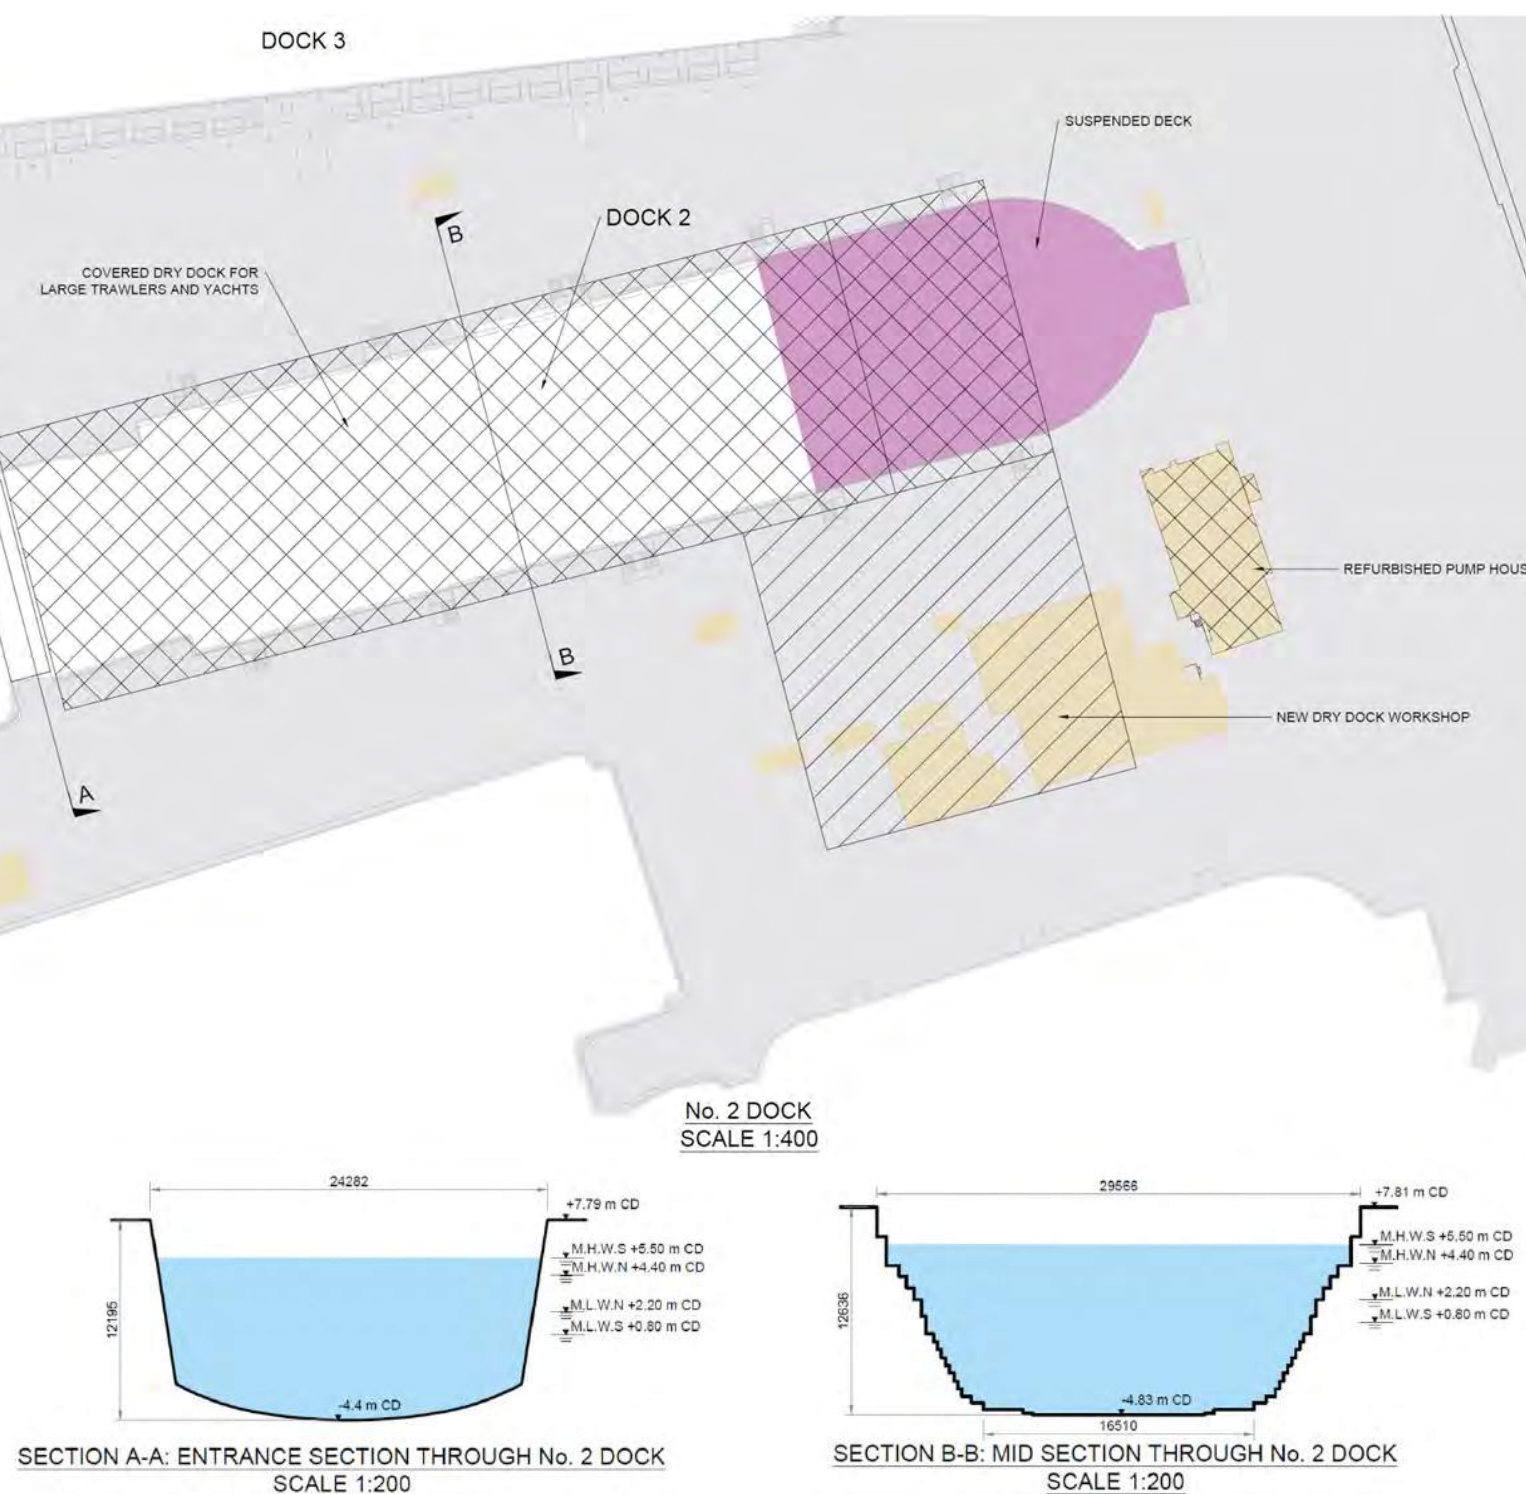 DOCK 3
SUSPENDED DECK
B
DOCK 2
COVERED DRY DOCK FOR
LARGE TRAWLERS AND YACHTS
REFURBISHED PUMP HOUS
B
NEW DRY DOCK WORKSHOP
A
No. 2 DOCK
SCALE 1:400
24282
+7.79 m CD
M.H.W.S +5.50 m CD
M.H.W.N +4.40 m CD
M.L.W.N +2.20 m CD
M.L.W.S +0.80 m CD
12195
-4.4 m CD
SECTION A-A: ENTRANCE SECTION THROUGH No. 2 DOCK
SCALE 1:200
29566
+7.81 m CD
M.H.W.S +5.50 m CD
M.H.W.N +4.40 m CD
M.L.W.N +2.20 m CD
M.L.W.S +0.80 m CD
12636
-4.83 m CD
16510
SECTION B-B: MID SECTION THROUGH No. 2 DOCK
SCALE 1:200